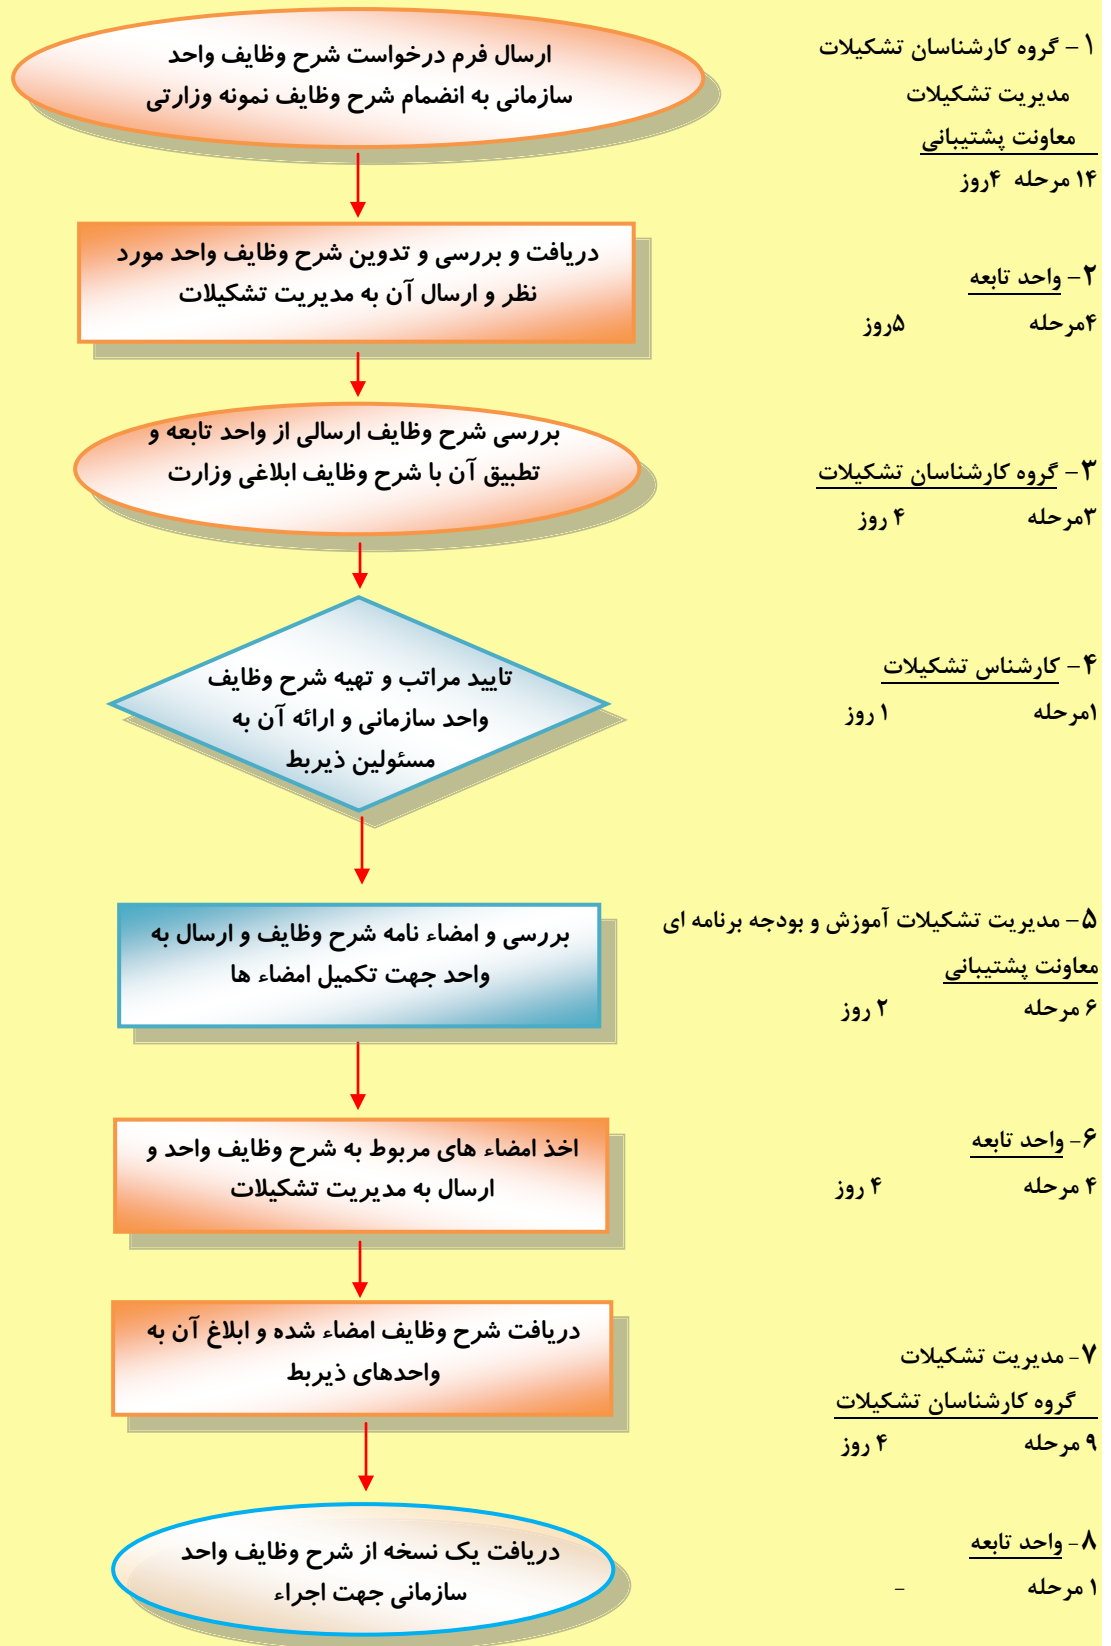 ارسال فرم درخواست شرح وظایف واحد
سازمانی به انضمام شرح وظایف نمونه وزارتی
۱- گروه کارشناسان تشکیلات
مدیریت تشکیلات
معاونت پشتیبانی
۱۴ مرحله ۴روز
دریافت و بررسی و تدوین شرح وظایف واحد مورد
نظر و ارسال آن به مدیریت تشکیلات
۲- واحد تابعه
۴مرحله ۵روز
بررسی شرح وظایف ارسالی از واحد تابعه و
تطبیق آن با شرح وظایف ابلاغی وزارت
۳- گروه کارشناسان تشکیلات
۳مرحله ۴ روز
تایید مراتب و تهیه شرح وظایف
واحد سازمانی و ارائه آن به
مسئولین ذیربط
۴- کارشناس تشکیلات
۱مرحله ۱ روز
بررسی و امضاء نامه شرح وظایف و ارسال به
واحد جهت تکمیل امضاء ها
۵- مدیریت تشکیلات آموزش و بودجه برنامه ای
معاونت پشتیبانی
۶ مرحله ۲ روز
اخذ امضاء های مربوط به شرح وظایف واحد و
ارسال به مدیریت تشکیلات
۶- واحد تابعه
۴ مرحله ۴ روز
دریافت شرح وظایف امضاء شده و ابلاغ آن به
واحدهای ذیربط
۷- مدیریت تشکیلات
گروه کارشناسان تشکیلات
۹ مرحله ۴ روز
دریافت یک نسخه از شرح وظایف واحد
سازمانی جهت اجراء
۸- واحد تابعه
۱ مرحله -